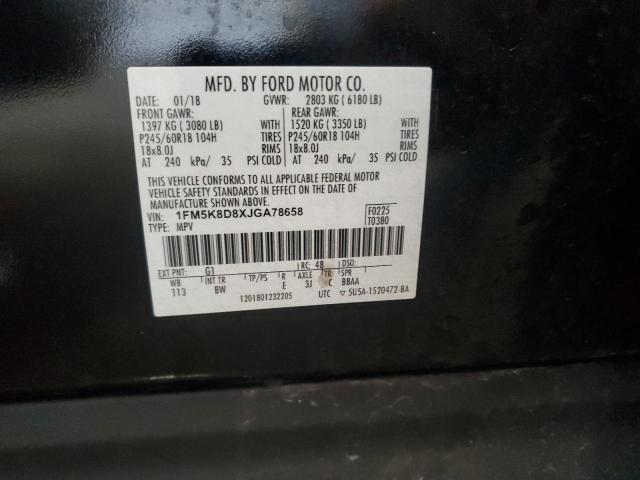 MFD. BY FORD MOTOR CO.
DATE: 01/18 GVWR: 2803 KG ( 6180 LB)
FRONT GAWR: REAR GAWR:
1397 KG ( 3080 LB) WITH 1520 KG ( 3350 LB) WITH
P245/60R18 104H TIRES P245/60R18 104H TIRES
18x8.0J RIMS 18x8.0J RIMS
AT 240 kPa/ 35 PSI COLD AT 240 kPa/ 35 PSI COLD
THIS VEHICLE CONFORMS TO ALL APPLICABLE FEDERAL MOTOR
VEHICLE SAFETY STANDARDS IN EFFECT ON THE DATE OF
MANUFACTURE SHOWN ABOVE.
VIN: 1FM5K8D8XJGA78658 F0225
TYPE: MPV T0380
EXT PNT: G1 RC: 48 DSO:
WB INT TR TP/PS R AXLE TR SPR
113 BW E 3J C BBAA
1201801232205 UTC ▽ 5U5A-1520472-BA